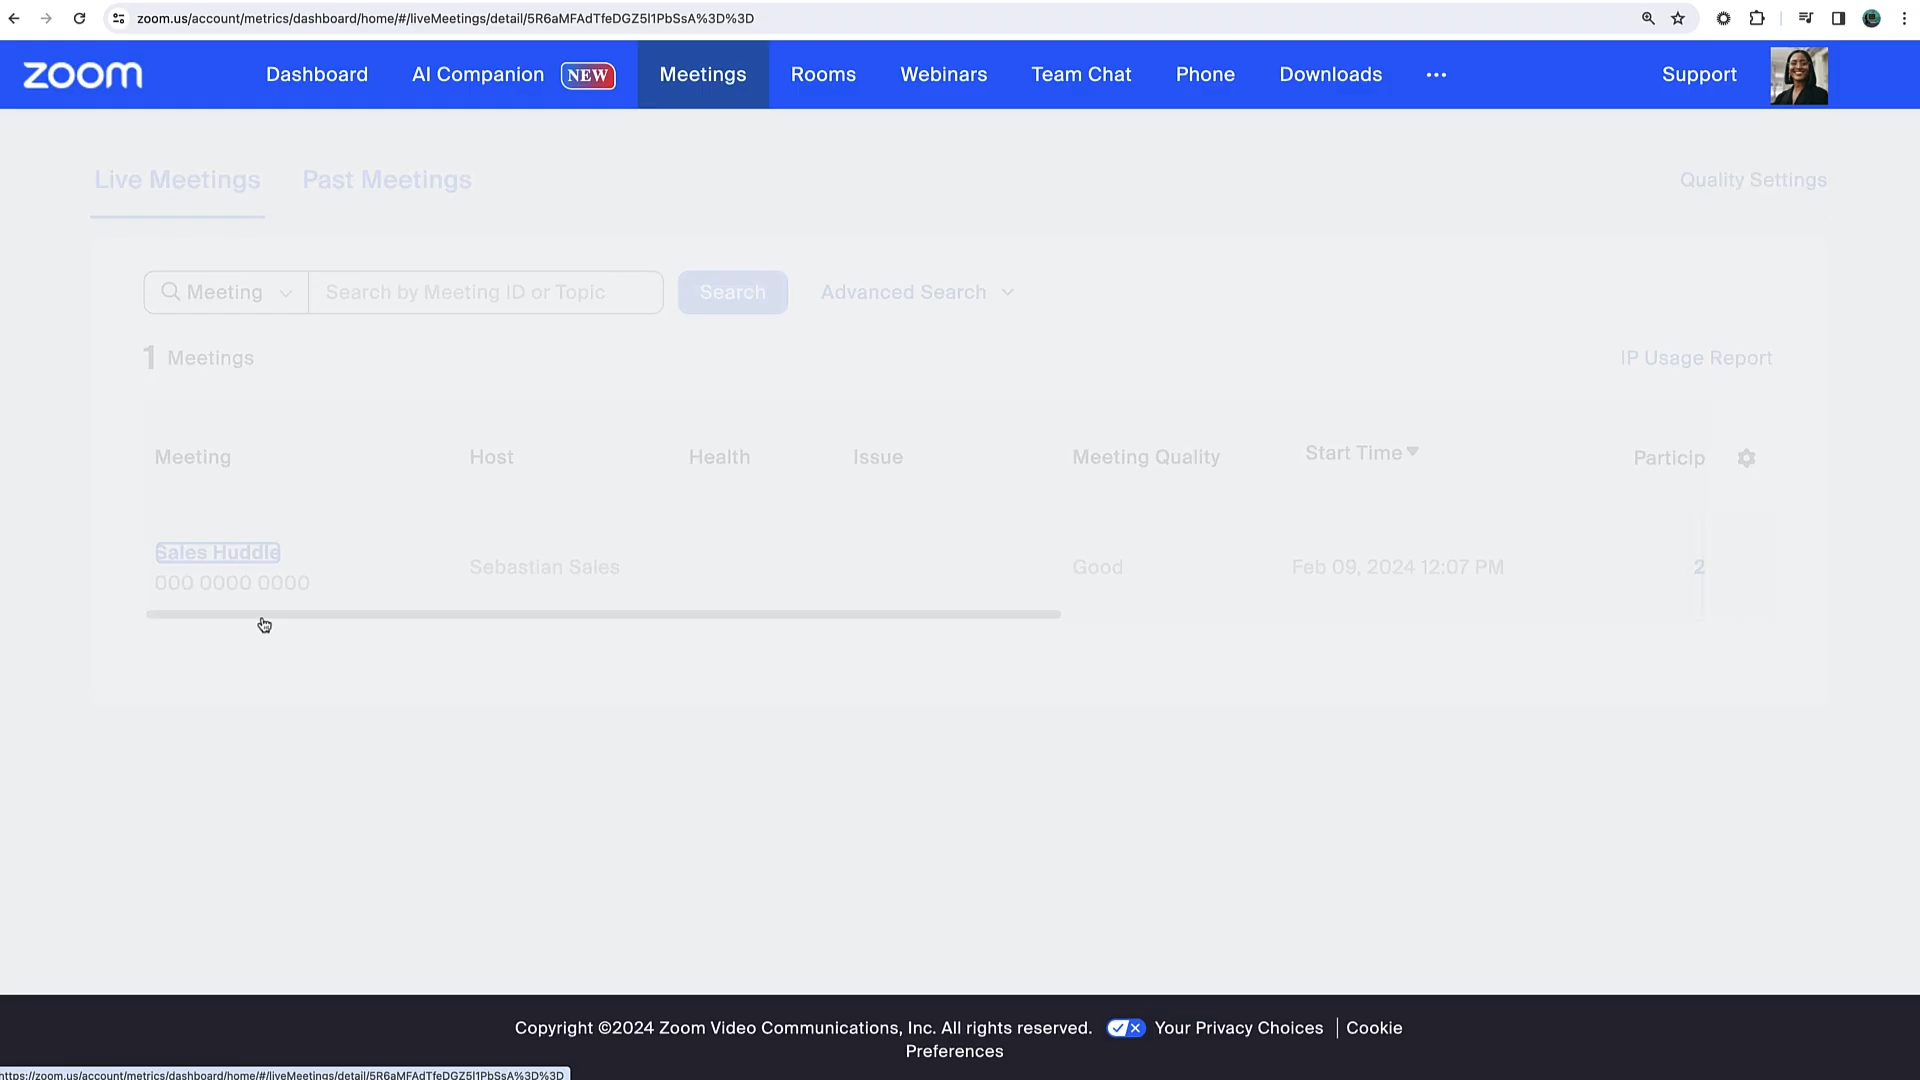 zoom.us/account/metrics/dashboard/home/#/liveMeetings/detail/5R6aMFAdTfeDGZ5l1PbSsA%3D%3D
zoom Dashboard AI Companion NEW Meetings Rooms Webinars Team Chat Phone Downloads Support
Live Meetings Past Meetings Quality Settings
Meeting Search by Meeting ID or Topic Search Advanced Search
1 Meetings IP Usage Report
Meeting Host Health Issue Meeting Quality Start Time Particip
Sales Huddle
Sebastian Sales Good Feb 09, 2024 12:07 PM 2
000 0000 0000
Copyright ©2024 Zoom Video Communications, Inc. All rights reserved. Your Privacy Choices Cookie
Preferences
https://zoom.us/account/metrics/dashboard/home/#/liveMeetings/detail/5R6aMFAdTfeDGZ5l1PbSsA%3D%3D